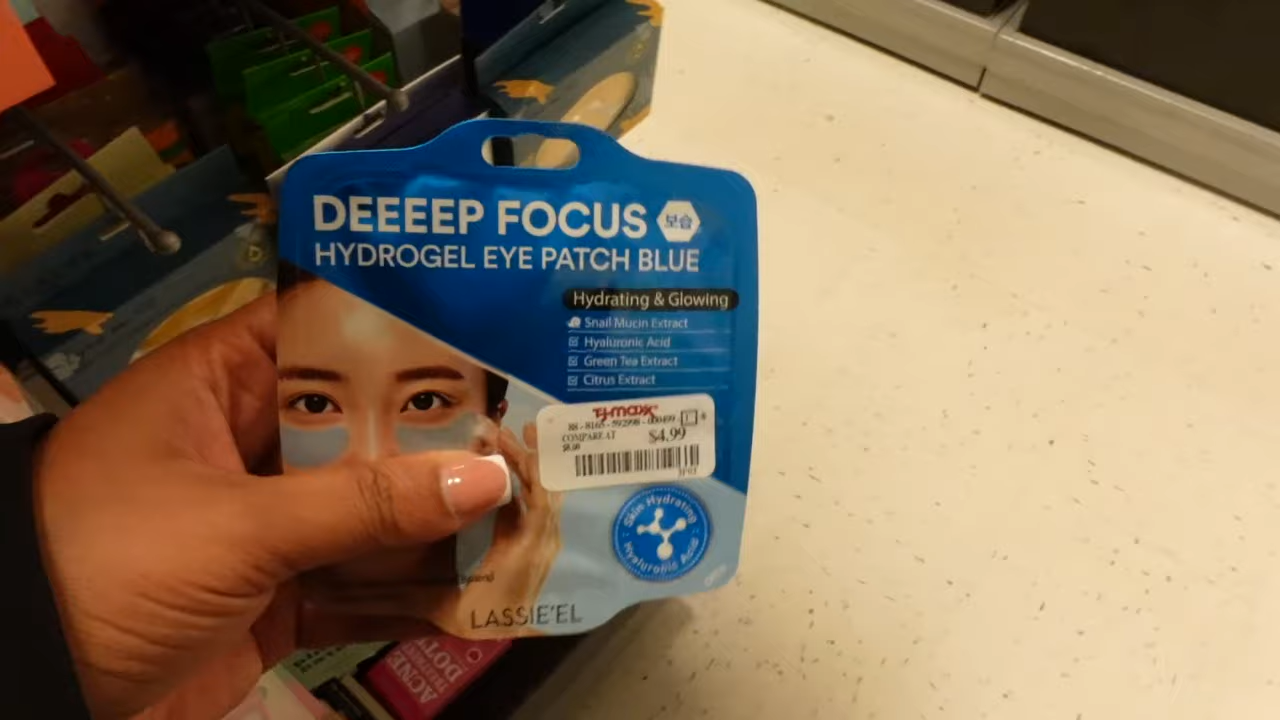 DEEEEP FOCUS 보습
HYDROGEL EYE PATCH BLUE
Hydrating & Glowing
Snail Mucin Extract
Hyaluronic Acid
Green Tea Extract
Citrus Extract
T.J.maxx
COMPARE AT
$4.99
Skin Hydrating
Hyaluronic Acid
LASSIE'EL
ACNE
DOT